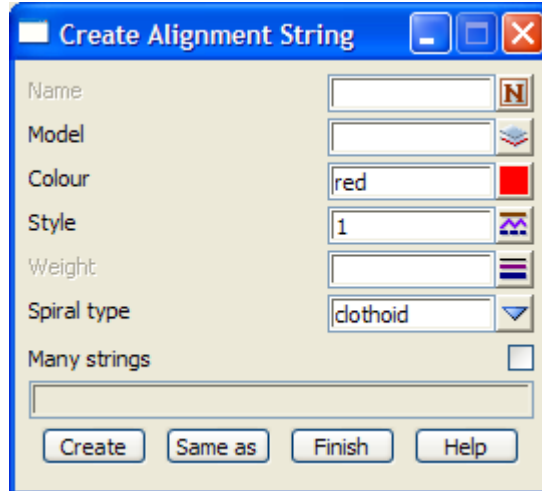 Create Alignment String
Name N
Model
Colour red
Style 1
Weight
Spiral type clothoid
Many strings
Create Same as Finish Help